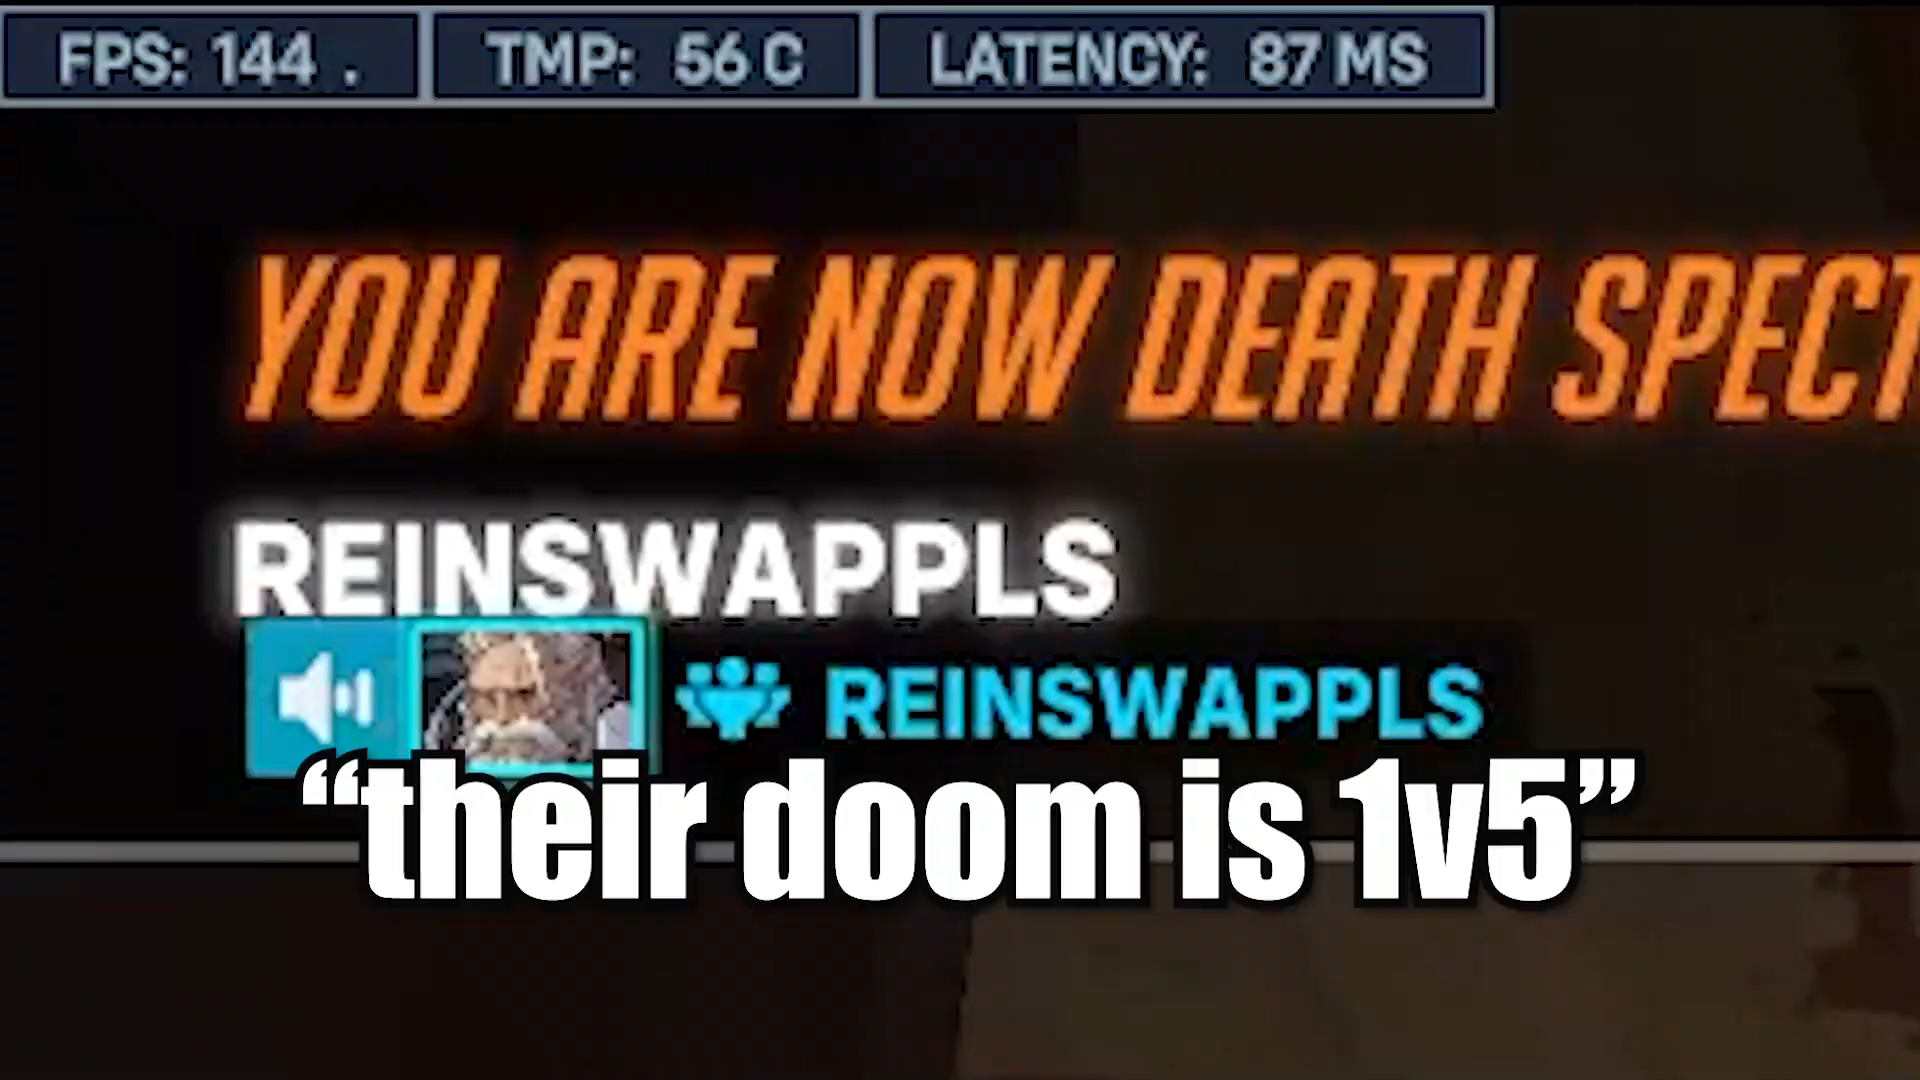 FPS: 144 .
TMP: 56 C
LATENCY: 87 MS
YOU ARE NOW DEATH SPECT
REINSWAPPLS
REINSWAPPLS
“their doom is 1v5”